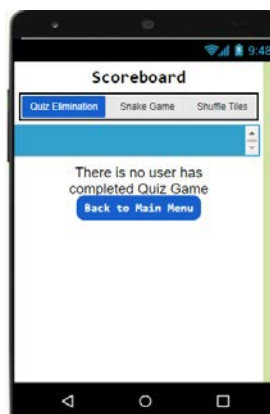 9:48
Scoreboard
Quiz Elimination Snake Game Shuffle Tiles
There is no user has
completed Quiz Game
Back to Main Menu